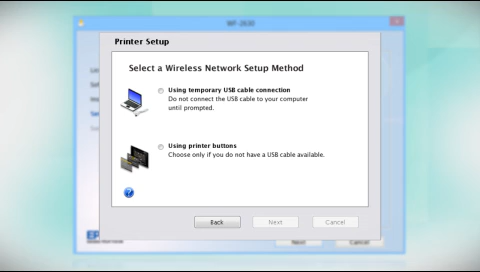 WF-2630
Printer Setup
Select a Wireless Network Setup Method
Using temporary USB cable connection
Do not connect the USB cable to your computer
until prompted.
Using printer buttons
Choose only if you do not have a USB cable available.
Back Next Cancel
Next Cancel